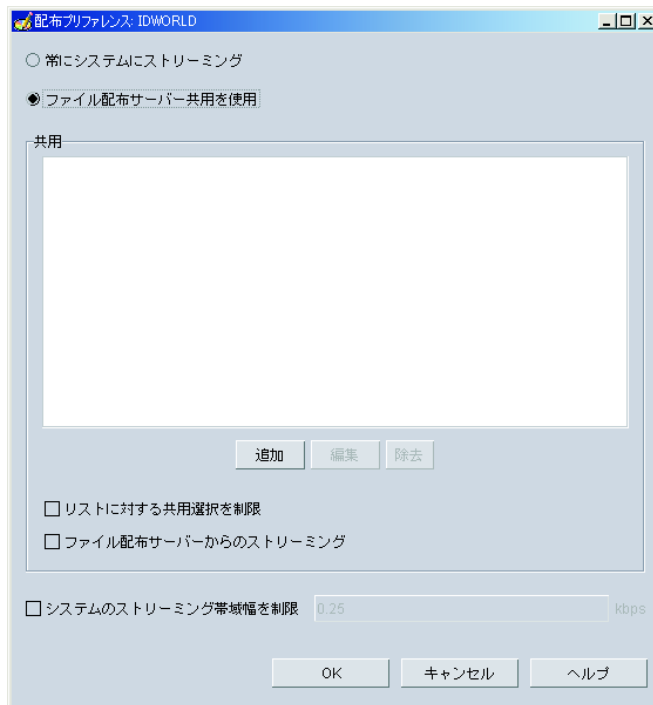 配布プリファレンス: IDWORLD
常にシステムにストリーミング
ファイル配布サーバー共用を使用
共用
追加 編集 除去
リストに対する共用選択を制限
ファイル配布サーバーからのストリーミング
システムのストリーミング帯域幅を制限 0.25 kbps
OK キャンセル ヘルプ